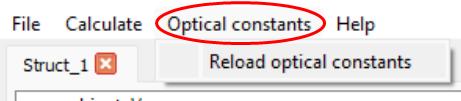 File Calculate Optical constants Help
Struct_1 Reload optical constants